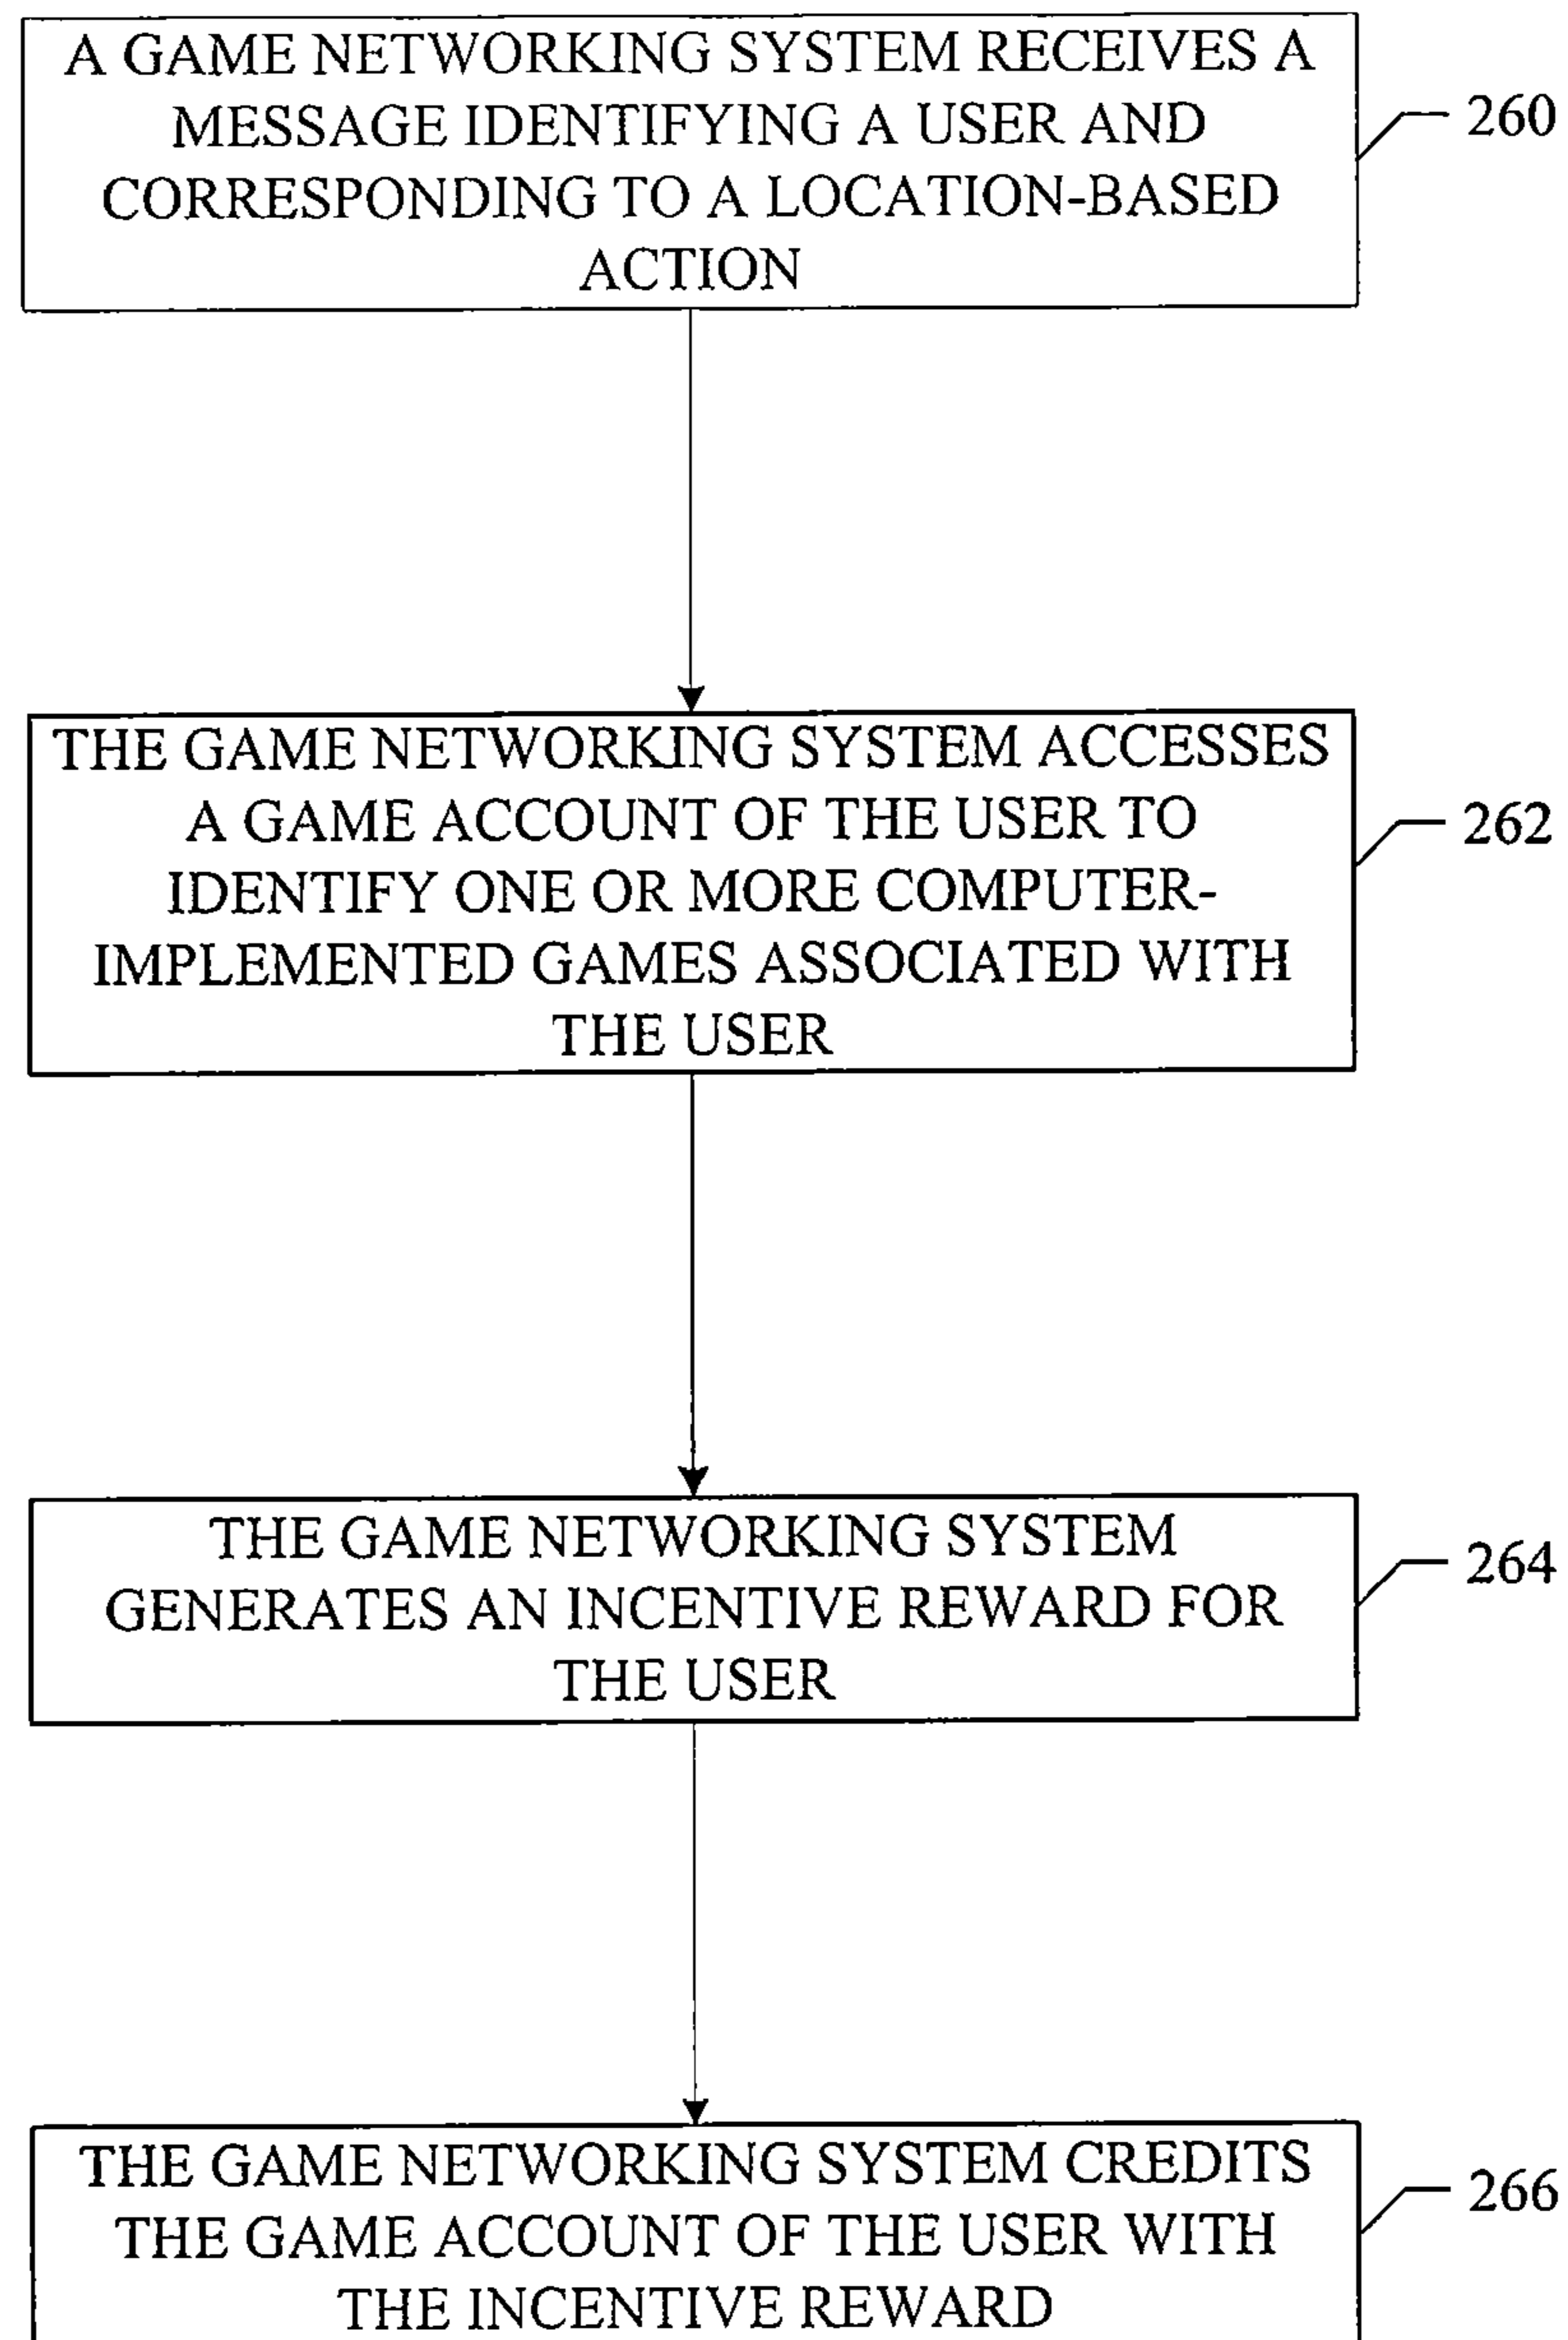 A GAME NETWORKING SYSTEM RECEIVES A
MESSAGE IDENTIFYING A USER AND
CORRESPONDING TO A LOCATION-BASED
ACTION
260
THE GAME NETWORKING SYSTEM ACCESSES
A GAME ACCOUNT OF THE USER TO
IDENTIFY ONE OR MORE COMPUTER-
IMPLEMENTED GAMES ASSOCIATED WITH
THE USER
262
THE GAME NETWORKING SYSTEM
GENERATES AN INCENTIVE REWARD FOR
THE USER
264
THE GAME NETWORKING SYSTEM CREDITS
THE GAME ACCOUNT OF THE USER WITH
THE INCENTIVE REWARD
266